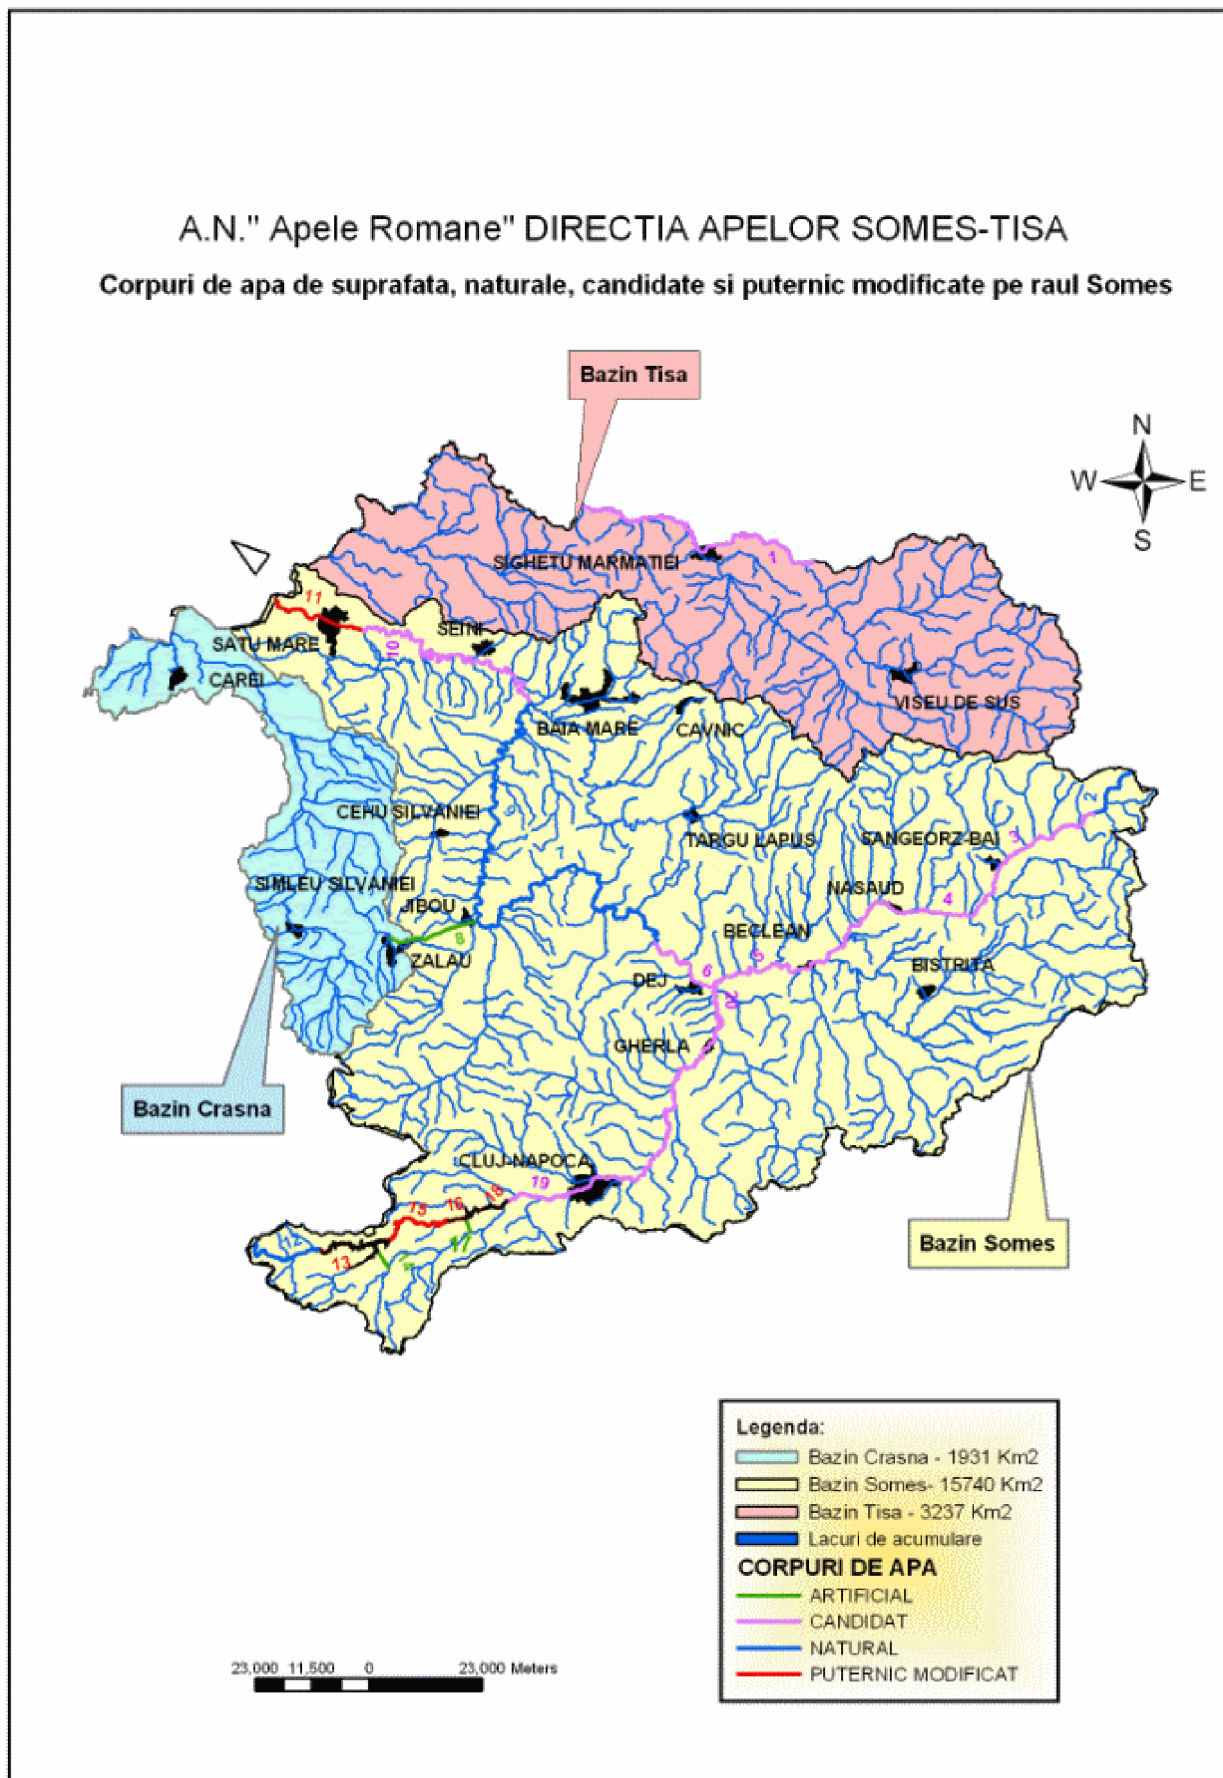 A.N." Apele Romane" DIRECTIA APELOR SOMES-TISA
Corpuri de apa de suprafata, naturale, candidate si puternic modificate pe raul Somes
Bazin Tisa
N
W E
S
SIGHETU MARMATIEI
1
11
SATU MARE
10
SEINI
CAREI
VISEU DE SUS
BAIA MARE
CAVNIC
2
9
CEHU SILVANIEI
TARGU LAPUS
SANGEORZ-BAI
3
SIMLEU SILVANIEI
NASAUD
4
JIBOU
8
BECLEAN
5
ZALAU
BISTRITA
DEJ
6
20
GHERLA
Bazin Crasna
CLUJ-NAPOCA
19
18
16
15
12
13
14
17
Bazin Somes
Legenda:
Bazin Crasna - 1931 Km2
Bazin Somes- 15740 Km2
Bazin Tisa - 3237 Km2
Lacuri de acumulare
CORPURI DE APA
ARTIFICIAL
CANDIDAT
NATURAL
PUTERNIC MODIFICAT
23,000 11,500 0 23,000 Meters